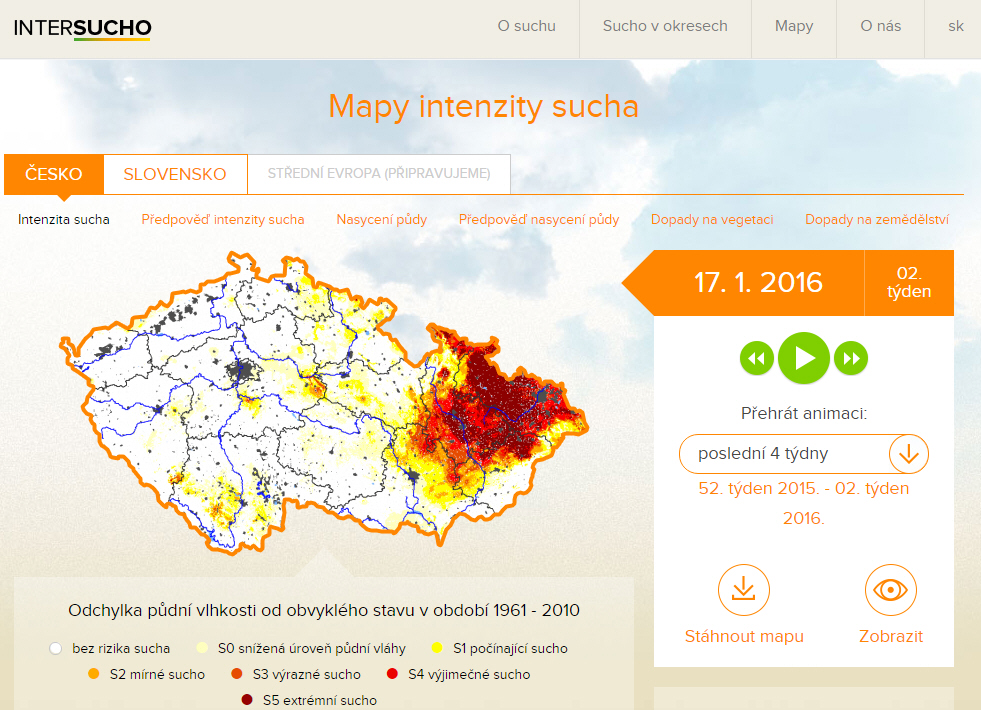 INTERSUCHO
O suchu
Sucho v okresech
Mapy
O nás
sk
Mapy intenzity sucha
ČESKO
SLOVENSKO
STŘEDNÍ EVROPA (PŘIPRAVUJEME)
Intenzita sucha
Předpověď intenzity sucha
Nasycení půdy
Předpověď nasycení půdy
Dopady na vegetaci
Dopady na zemědělství
17. 1. 2016
02.
týden
Přehrát animaci:
poslední 4 týdny
52. týden 2015. - 02. týden
2016.
Stáhnout mapu
Zobrazit
Odchylka půdní vlhkosti od obvyklého stavu v období 1961 - 2010
bez rizika sucha
S0 snížená úroveň půdní vláhy
S1 počínající sucho
S2 mírné sucho
S3 výrazné sucho
S4 výjimečné sucho
S5 extrémní sucho